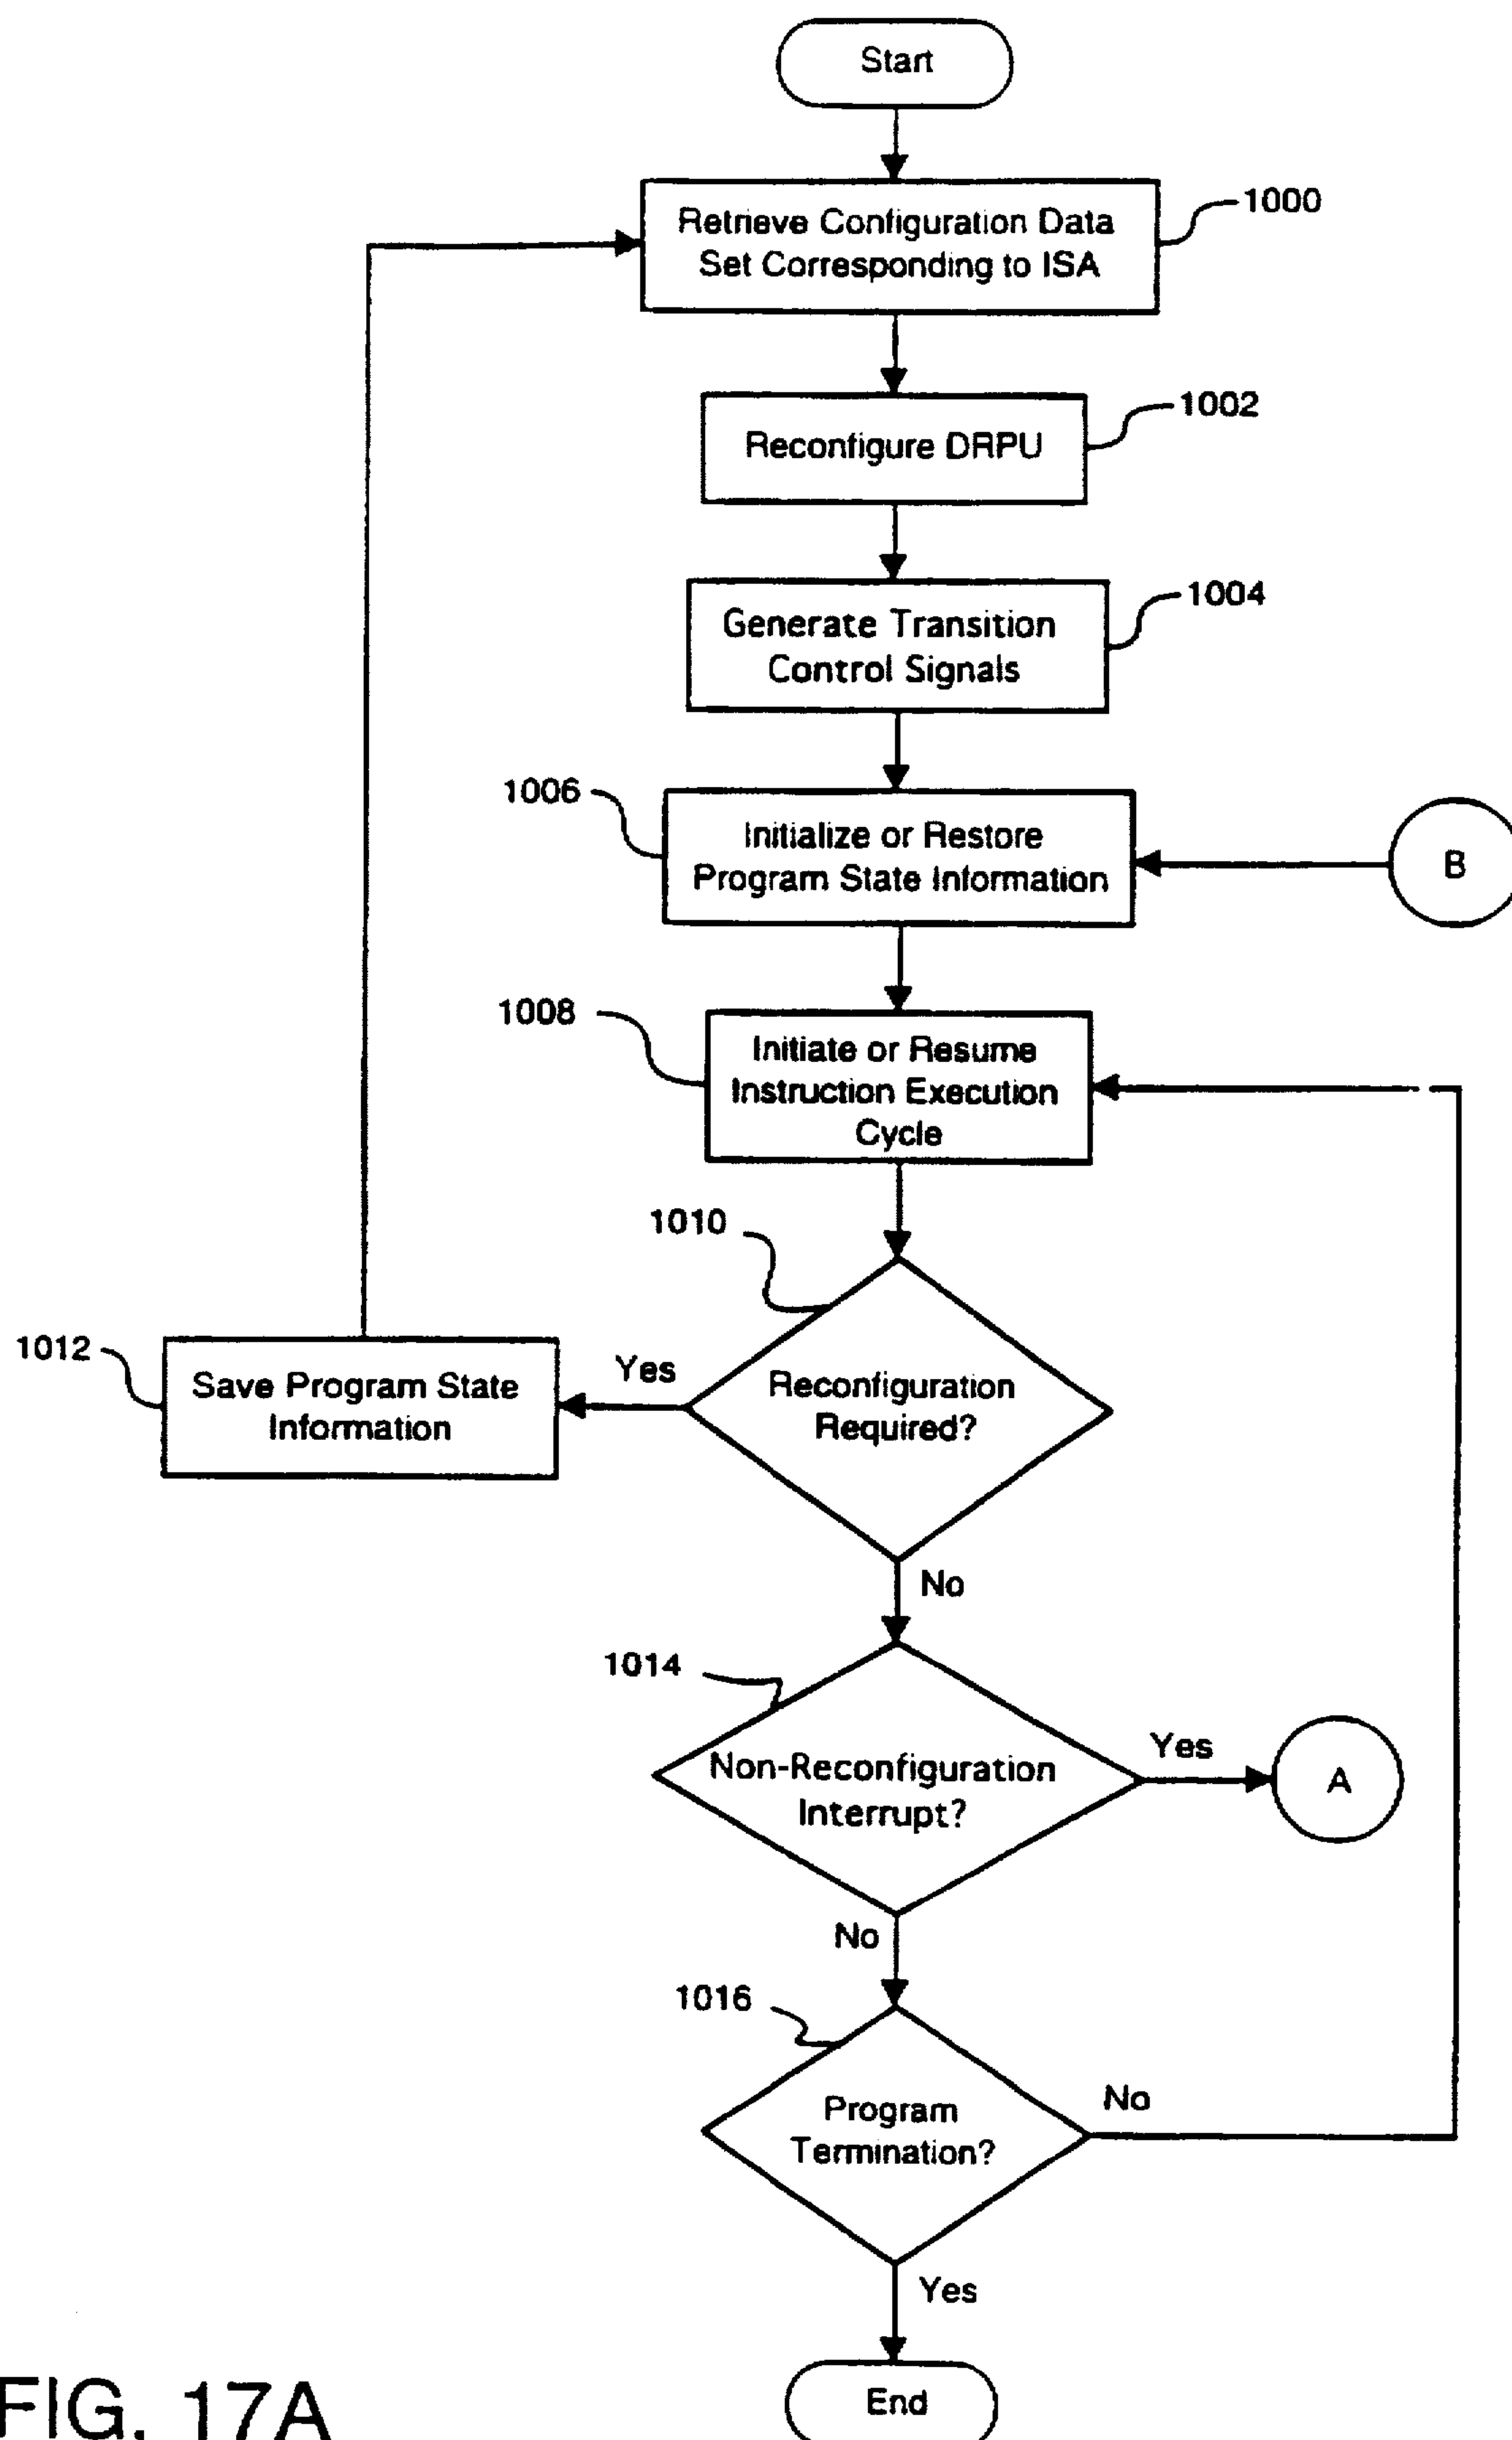 Start
Retrieve Configuration Data
Set Corresponding to ISA
1000
Reconfigure DRPU
1002
Generate Transition
Control Signals
1004
1006
Initialize or Restore
Program State Information
B
1008
Initiate or Resume
Instruction Execution
Cycle
1010
1012
Save Program State
Information
Yes
Reconfiguration
Required?
No
1014
Non-Reconfiguration
Interrupt?
Yes
A
No
1016
Program
Termination?
No
Yes
End
FIG. 17A